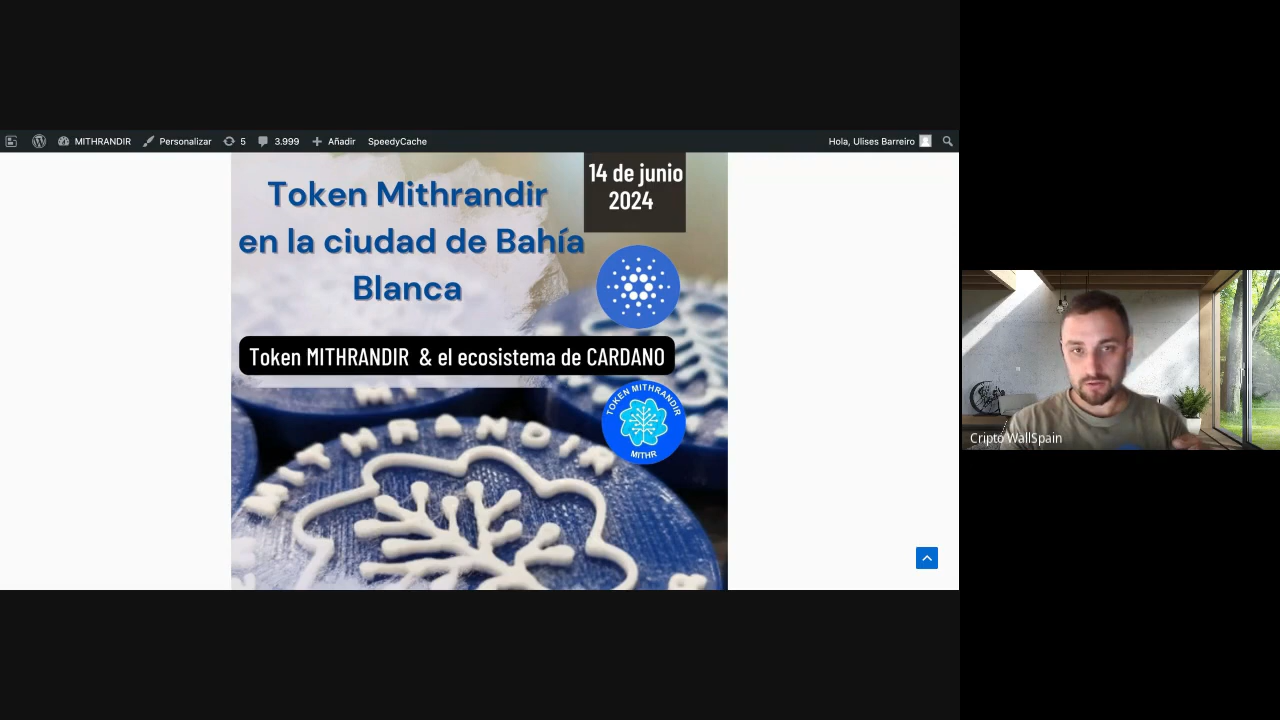 MITHRANDIR Personalizar 5 3.999 Añadir SpeedyCache Hola, Ulises Barreiro
14 de junio
2024
Token Mithrandir
en la ciudad de Bahía
Blanca
Token MITHRANDIR & el ecosistema de CARDANO
TOKEN MITHRANDIR
MITHR
MITHRANDIR
Cripto WallSpain